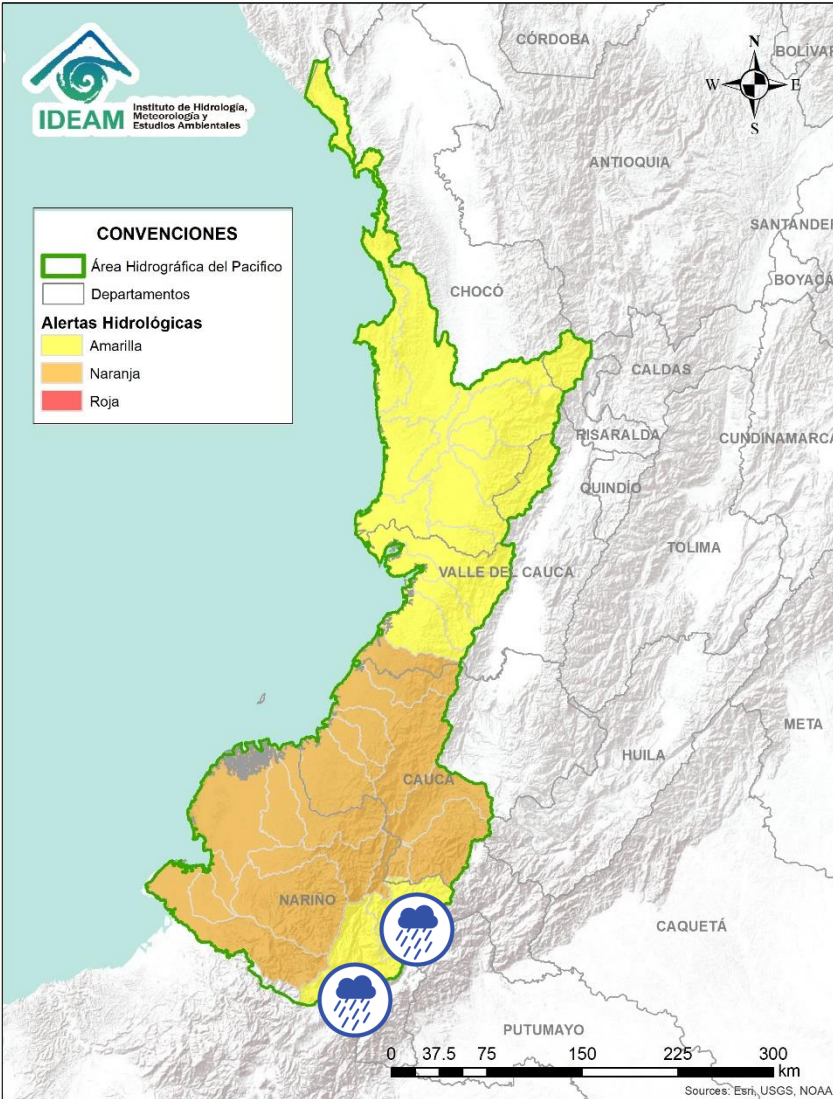 IDEAM
Instituto de Hidrología,
Meteorología y
Estudios Ambientales
N
W
E
S
CÓRDOBA
BOLÍVAR
ANTIOQUIA
SANTANDER
BOYACÁ
CONVENCIONES
Área Hidrográfica del Pacifico
Departamentos
Alertas Hidrológicas
Amarilla
Naranja
Roja
CHOCÓ
CALDAS
RISARALDA
CUNDINAMARCA
QUINDÍO
TOLIMA
VALLE DEL CAUCA
META
HUILA
CAUCA
NARIÑO
CAQUETÁ
PUTUMAYO
0 37.5 75 150 225 300
km
Sources: Esri, USGS, NOAA